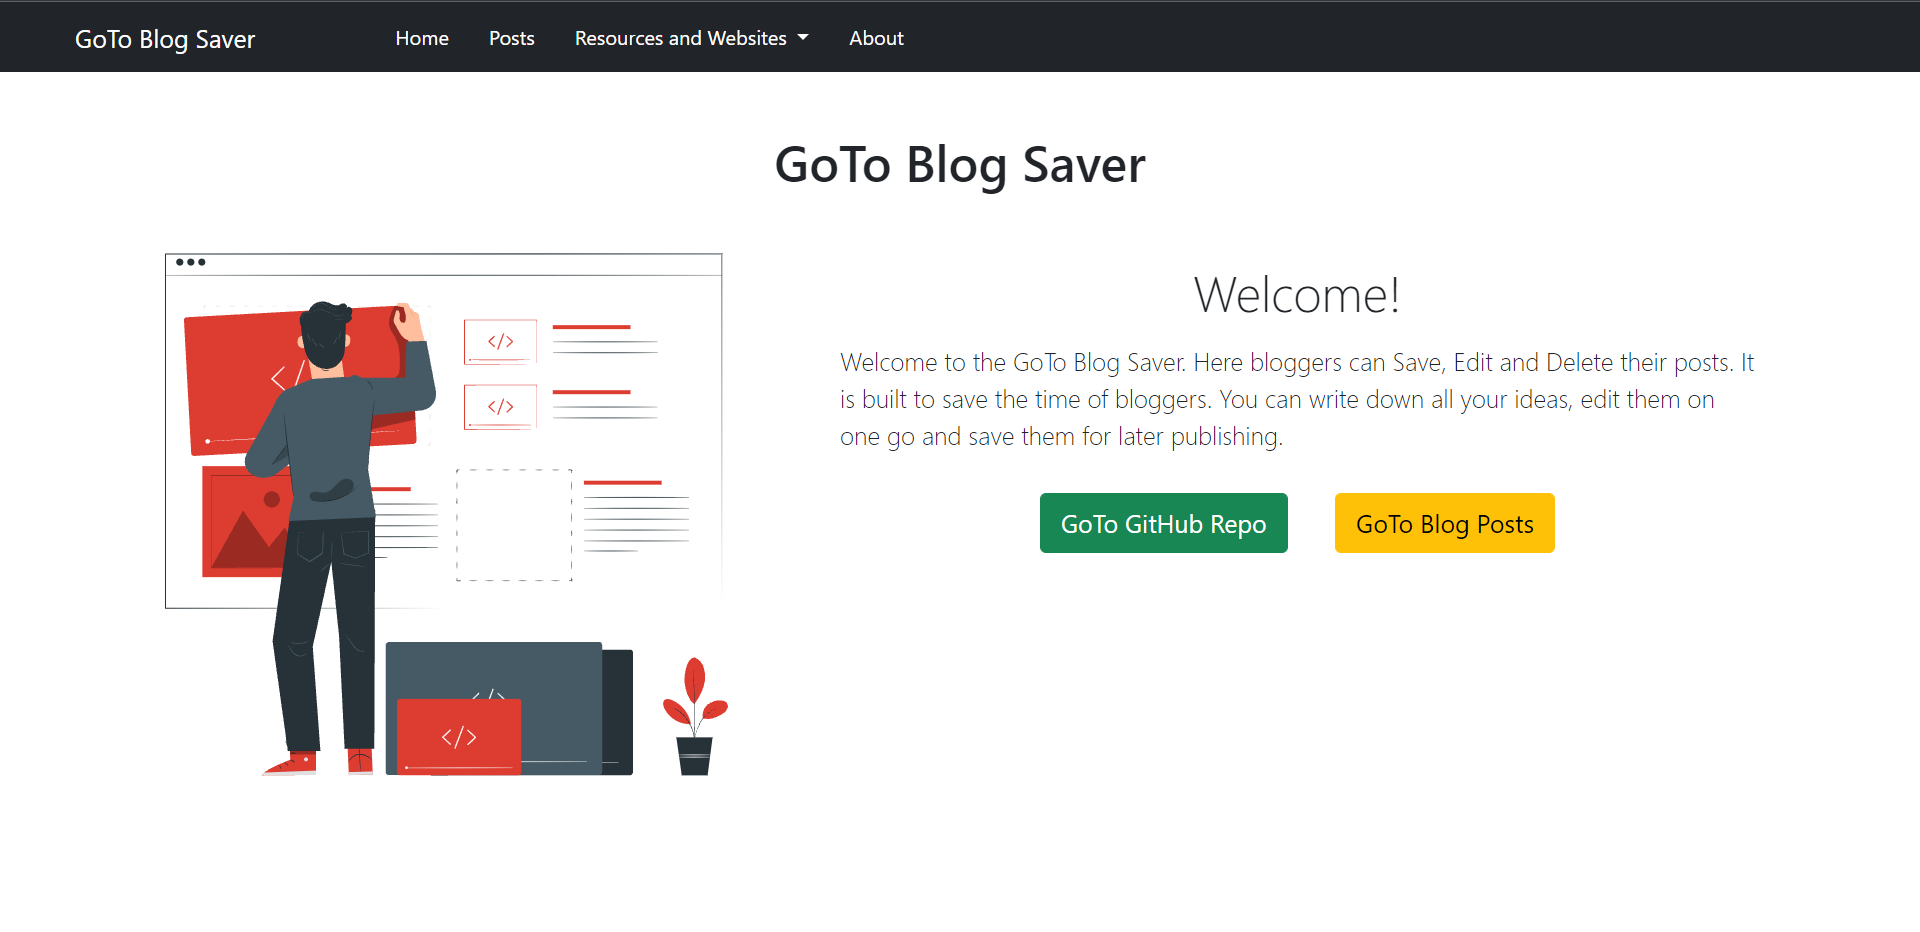 GoTo Blog Saver Home Posts Resources and Websites About
GoTo Blog Saver
Welcome!
Welcome to the GoTo Blog Saver. Here bloggers can Save, Edit and Delete their posts. It
is built to save the time of bloggers. You can write down all your ideas, edit them on
one go and save them for later publishing.
GoTo GitHub Repo GoTo Blog Posts
</>
</>
</>
</>